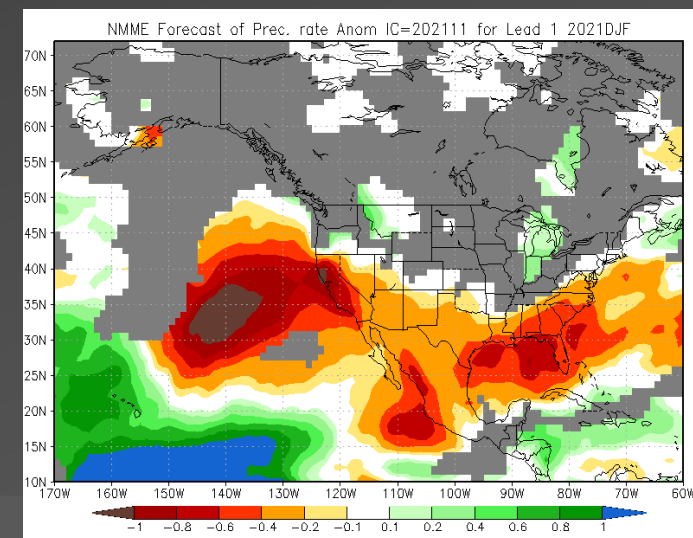 NMME Forecast of Prec. rate Anom IC=202111 for Lead 1 2021DJF
70N
65N
60N
55N
50N
45N
40N
35N
30N
25N
20N
15N
10N
170W 160W 150W 140W 130W 120W 110W 100W 90W 80W 70W 60W
-1 -0.8 -0.6 -0.4 -0.2 -0.1 0.1 0.2 0.4 0.6 0.8 1